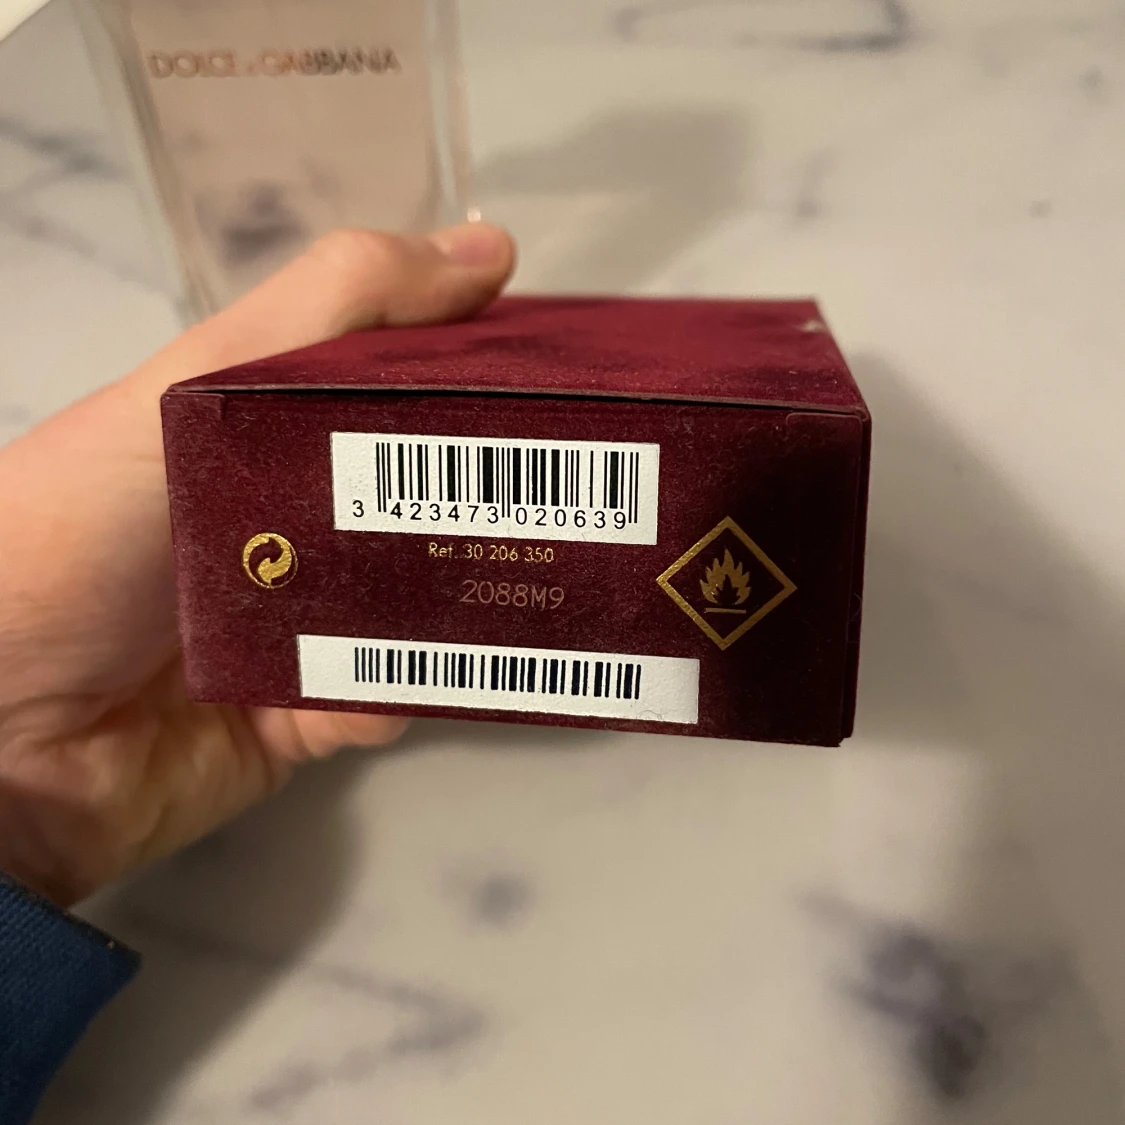 DOLCE & GABBANA
3 423473 020639
Ref. 30 206 350
2088M9